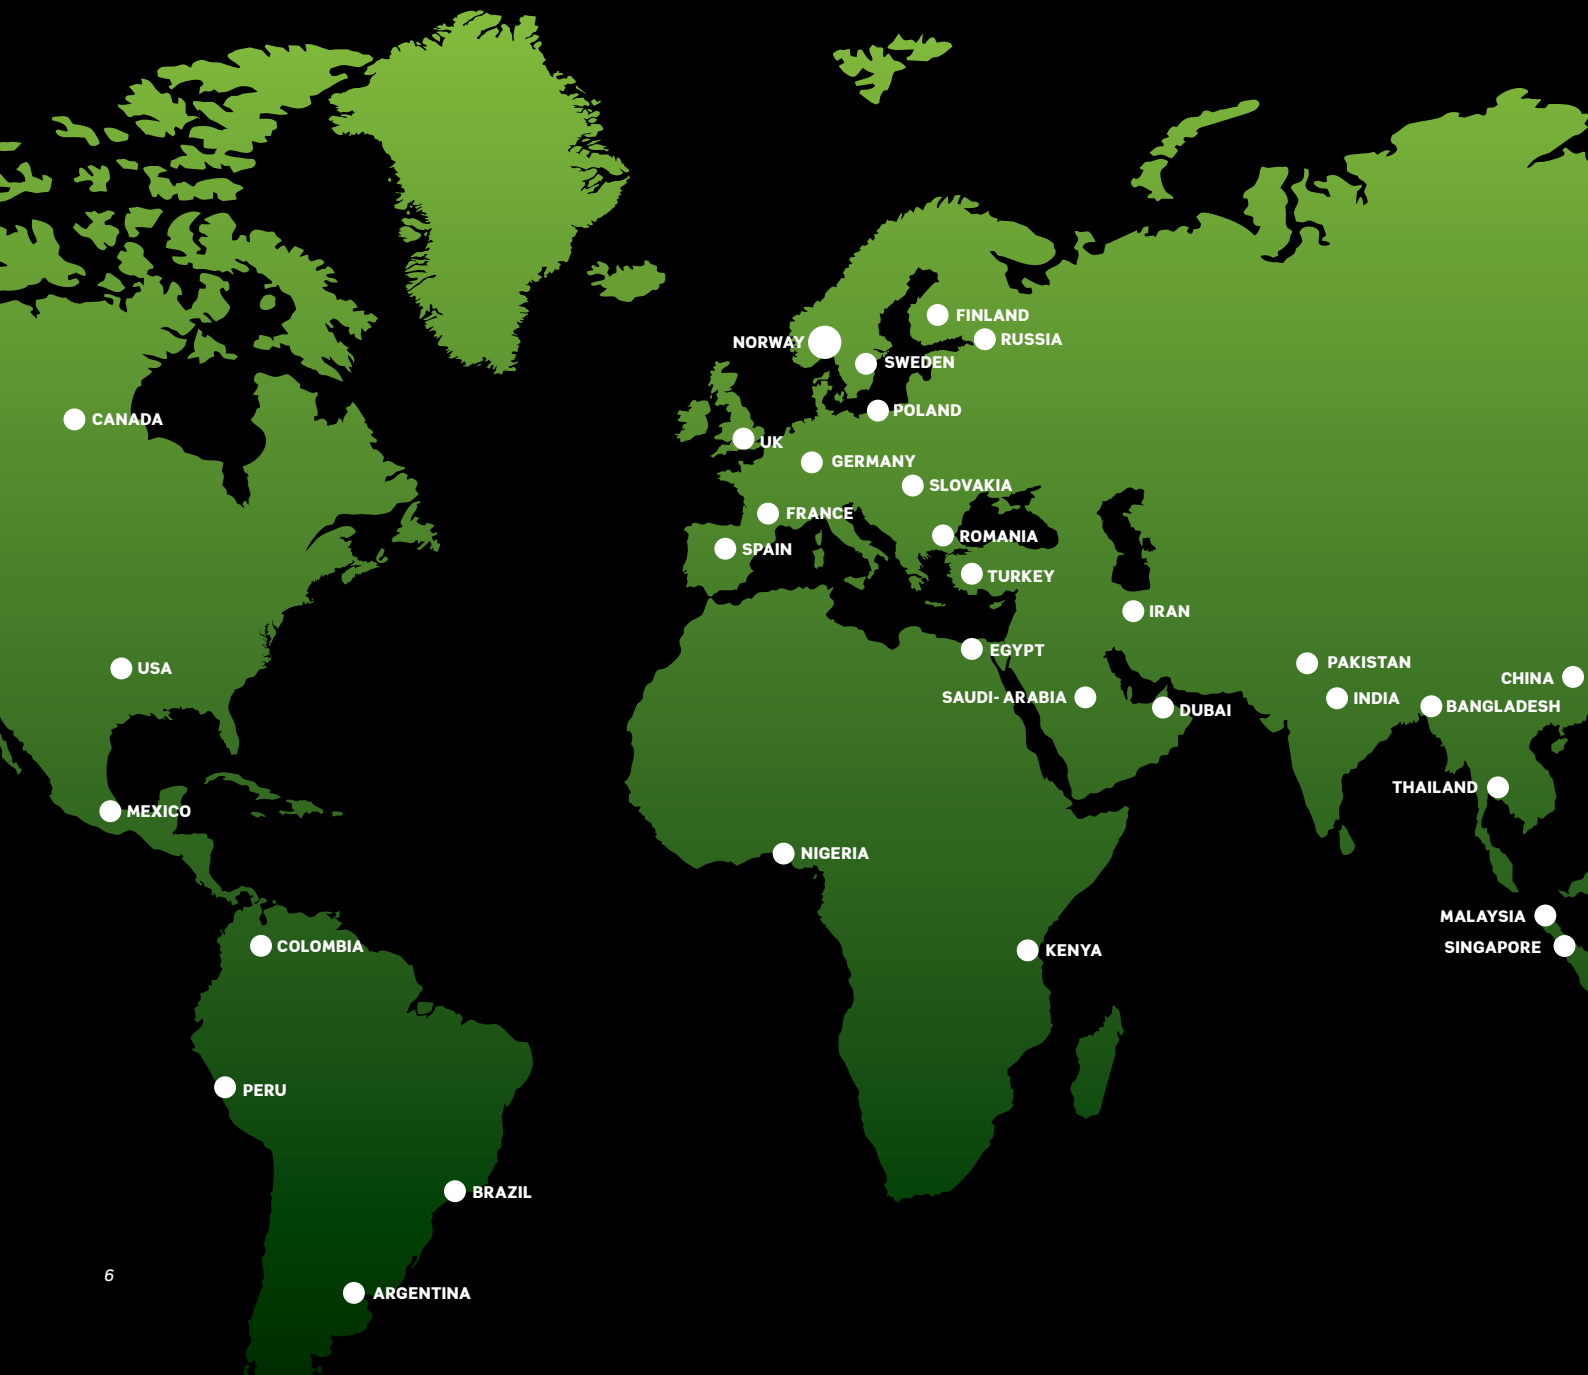 FINLAND
RUSSIA
NORWAY
SWEDEN
POLAND
CANADA
UK
GERMANY
SLOVAKIA
FRANCE
ROMANIA
SPAIN
TURKEY
IRAN
EGYPT
PAKISTAN
USA
CHINA
SAUDI- ARABIA
INDIA
BANGLADESH
DUBAI
THAILAND
MEXICO
NIGERIA
MALAYSIA
COLOMBIA
SINGAPORE
KENYA
PERU
BRAZIL
6
ARGENTINA